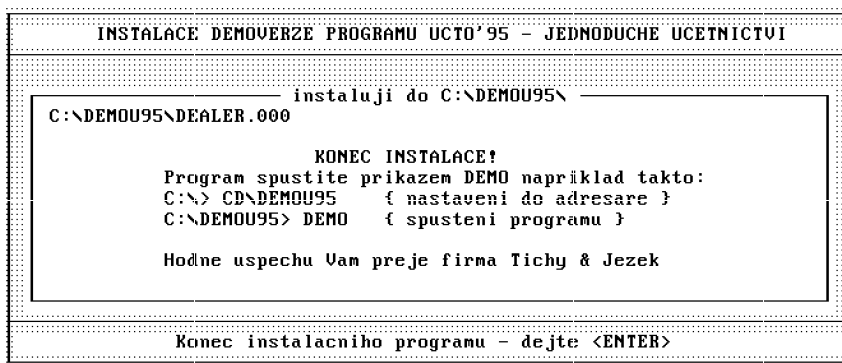 INSTALACE DEMOVERZE PROGRAMU UCTO'95 - JEDNODUCHE UCETNICTVI
instaluji do C:\DEMOU95\
C:\DEMOU95\DEALER.000
KONEC INSTALACE!
Program spustite prikazem DEMO napriklad takto:
C:\> CD\DEMOU95 { nastaveni do adresare }
C:\DEMOU95> DEMO { spusteni programu }
Hodne uspechu Vam preje firma Tichy & Jezek
Konec instalacniho programu - dejte <ENTER>